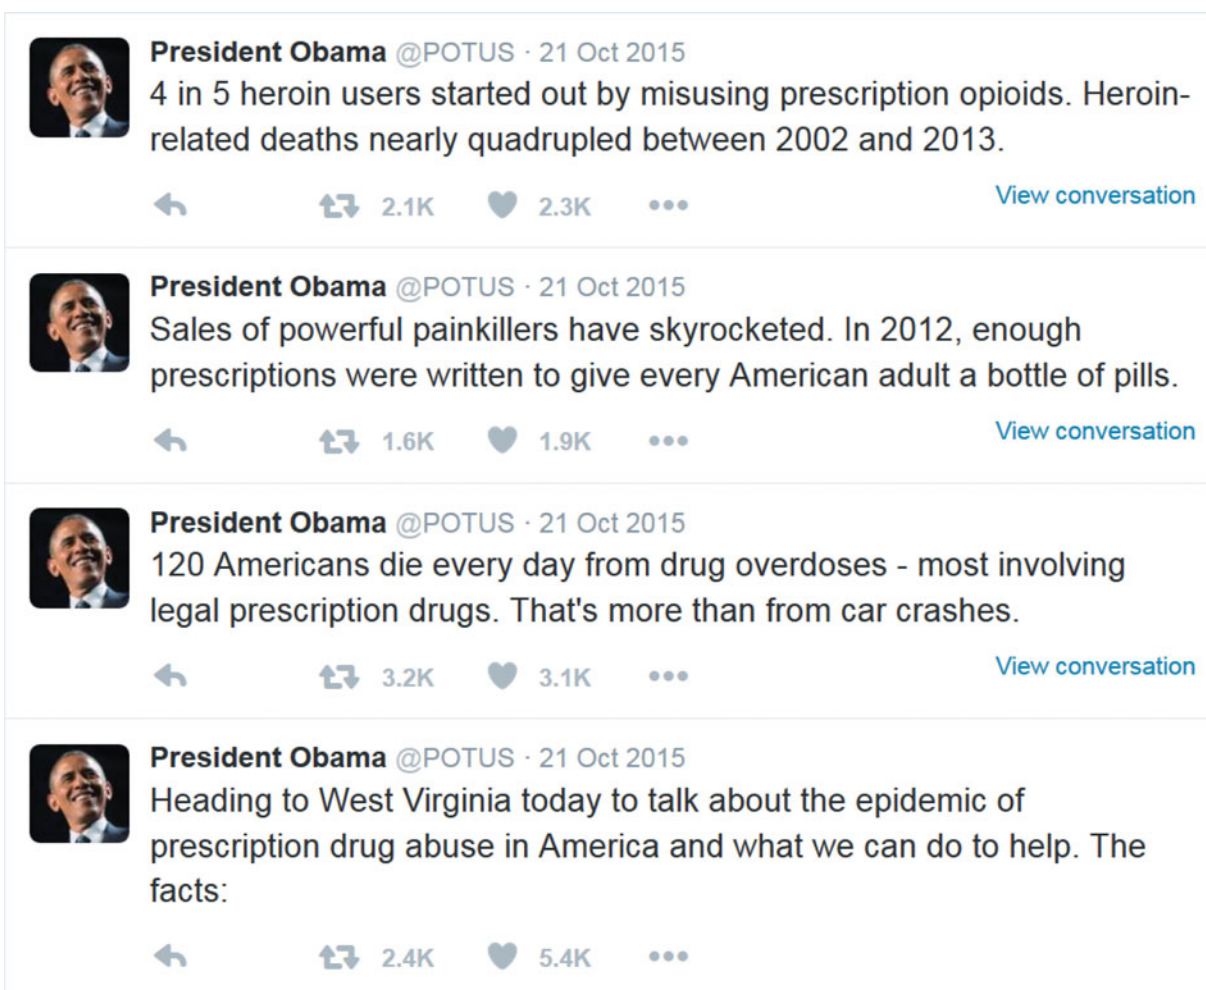 President Obama @POTUS · 21 Oct 2015
4 in 5 heroin users started out by misusing prescription opioids. Heroin-
related deaths nearly quadrupled between 2002 and 2013.
2.1K 2.3K View conversation
President Obama @POTUS · 21 Oct 2015
Sales of powerful painkillers have skyrocketed. In 2012, enough
prescriptions were written to give every American adult a bottle of pills.
1.6K 1.9K View conversation
President Obama @POTUS · 21 Oct 2015
120 Americans die every day from drug overdoses - most involving
legal prescription drugs. That's more than from car crashes.
3.2K 3.1K View conversation
President Obama @POTUS · 21 Oct 2015
Heading to West Virginia today to talk about the epidemic of
prescription drug abuse in America and what we can do to help. The
facts:
2.4K 5.4K